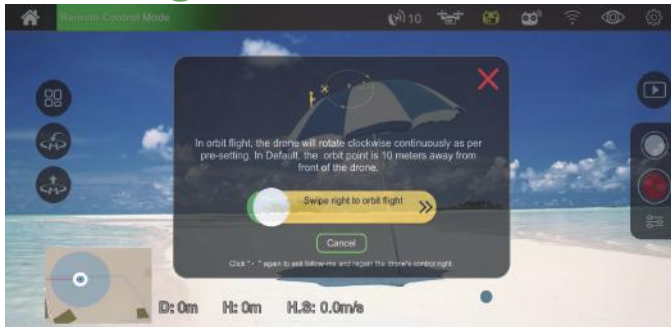 Remote Control Mode
10
In orbit flight, the drone will rotate clockwise continuously as per
pre-setting. In Default, the orbit point is 10 meters away from
front of the drone.
Swipe right to orbit flight
Cancel
Click " - " again to exit follow-me and regain the drone's control right.
D: 0m H: 0m H.S: 0.0m/s